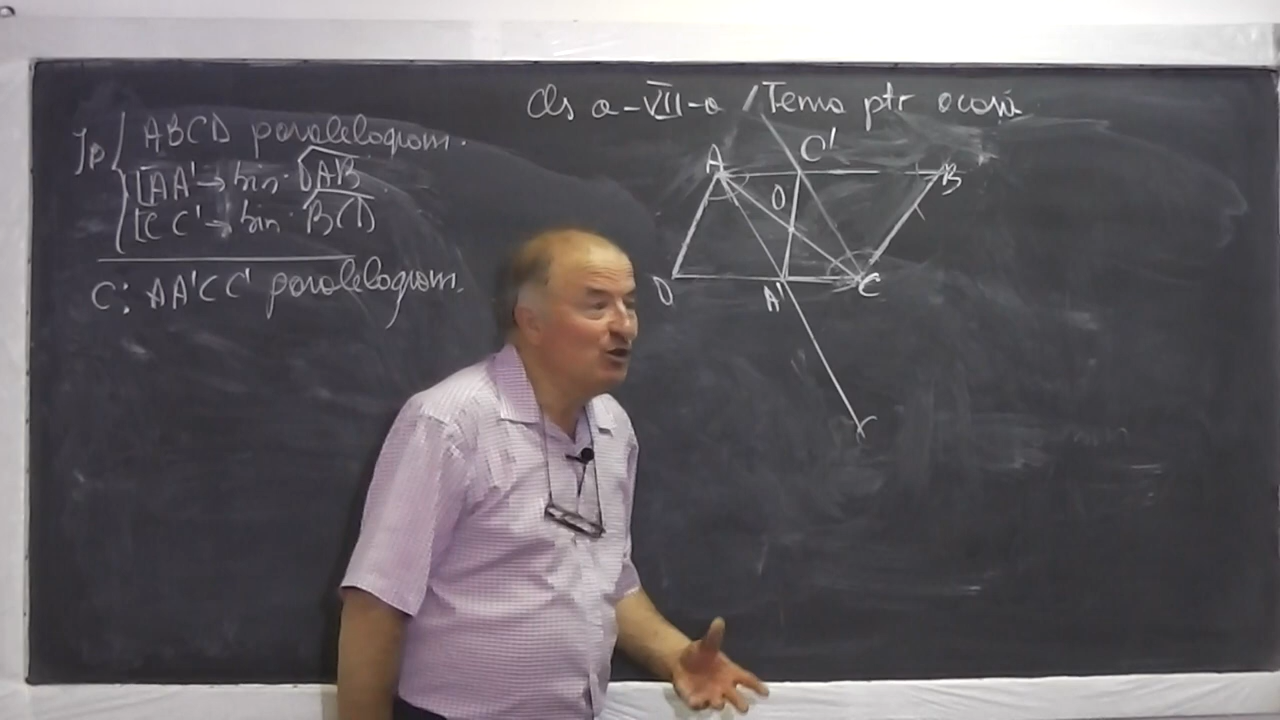 Cls a-VII-a / Tema ptr acasă
Ip { ABCD paralelogram.
[AA' → bis. DAB
[CC' → bis. BCD
C: AA'CC' paralelogram.
A C' B
O
D A' C
C